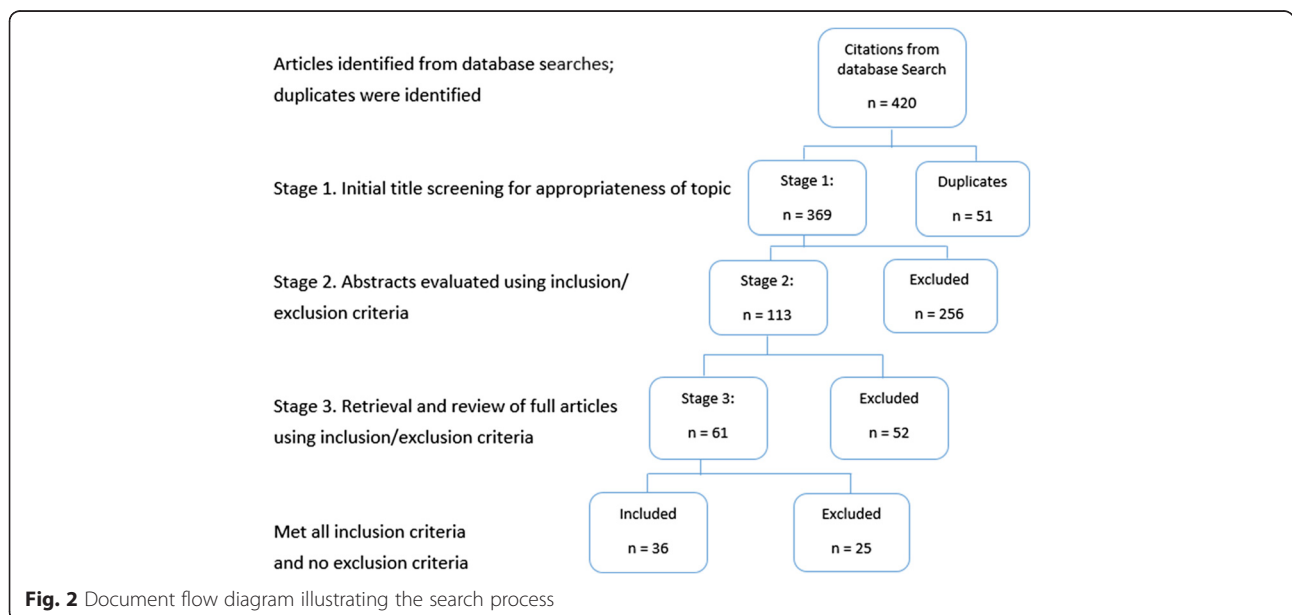 Articles identified from database searches;
duplicates were identified
Citations from
database Search
n = 420
Stage 1. Initial title screening for appropriateness of topic
Stage 1:
n = 369
Duplicates
n = 51
Stage 2. Abstracts evaluated using inclusion/
exclusion criteria
Stage 2:
n = 113
Excluded
n = 256
Stage 3. Retrieval and review of full articles
using inclusion/exclusion criteria
Stage 3:
n = 61
Excluded
n = 52
Met all inclusion criteria
and no exclusion criteria
Included
n = 36
Excluded
n = 25
Fig. 2 Document flow diagram illustrating the search process